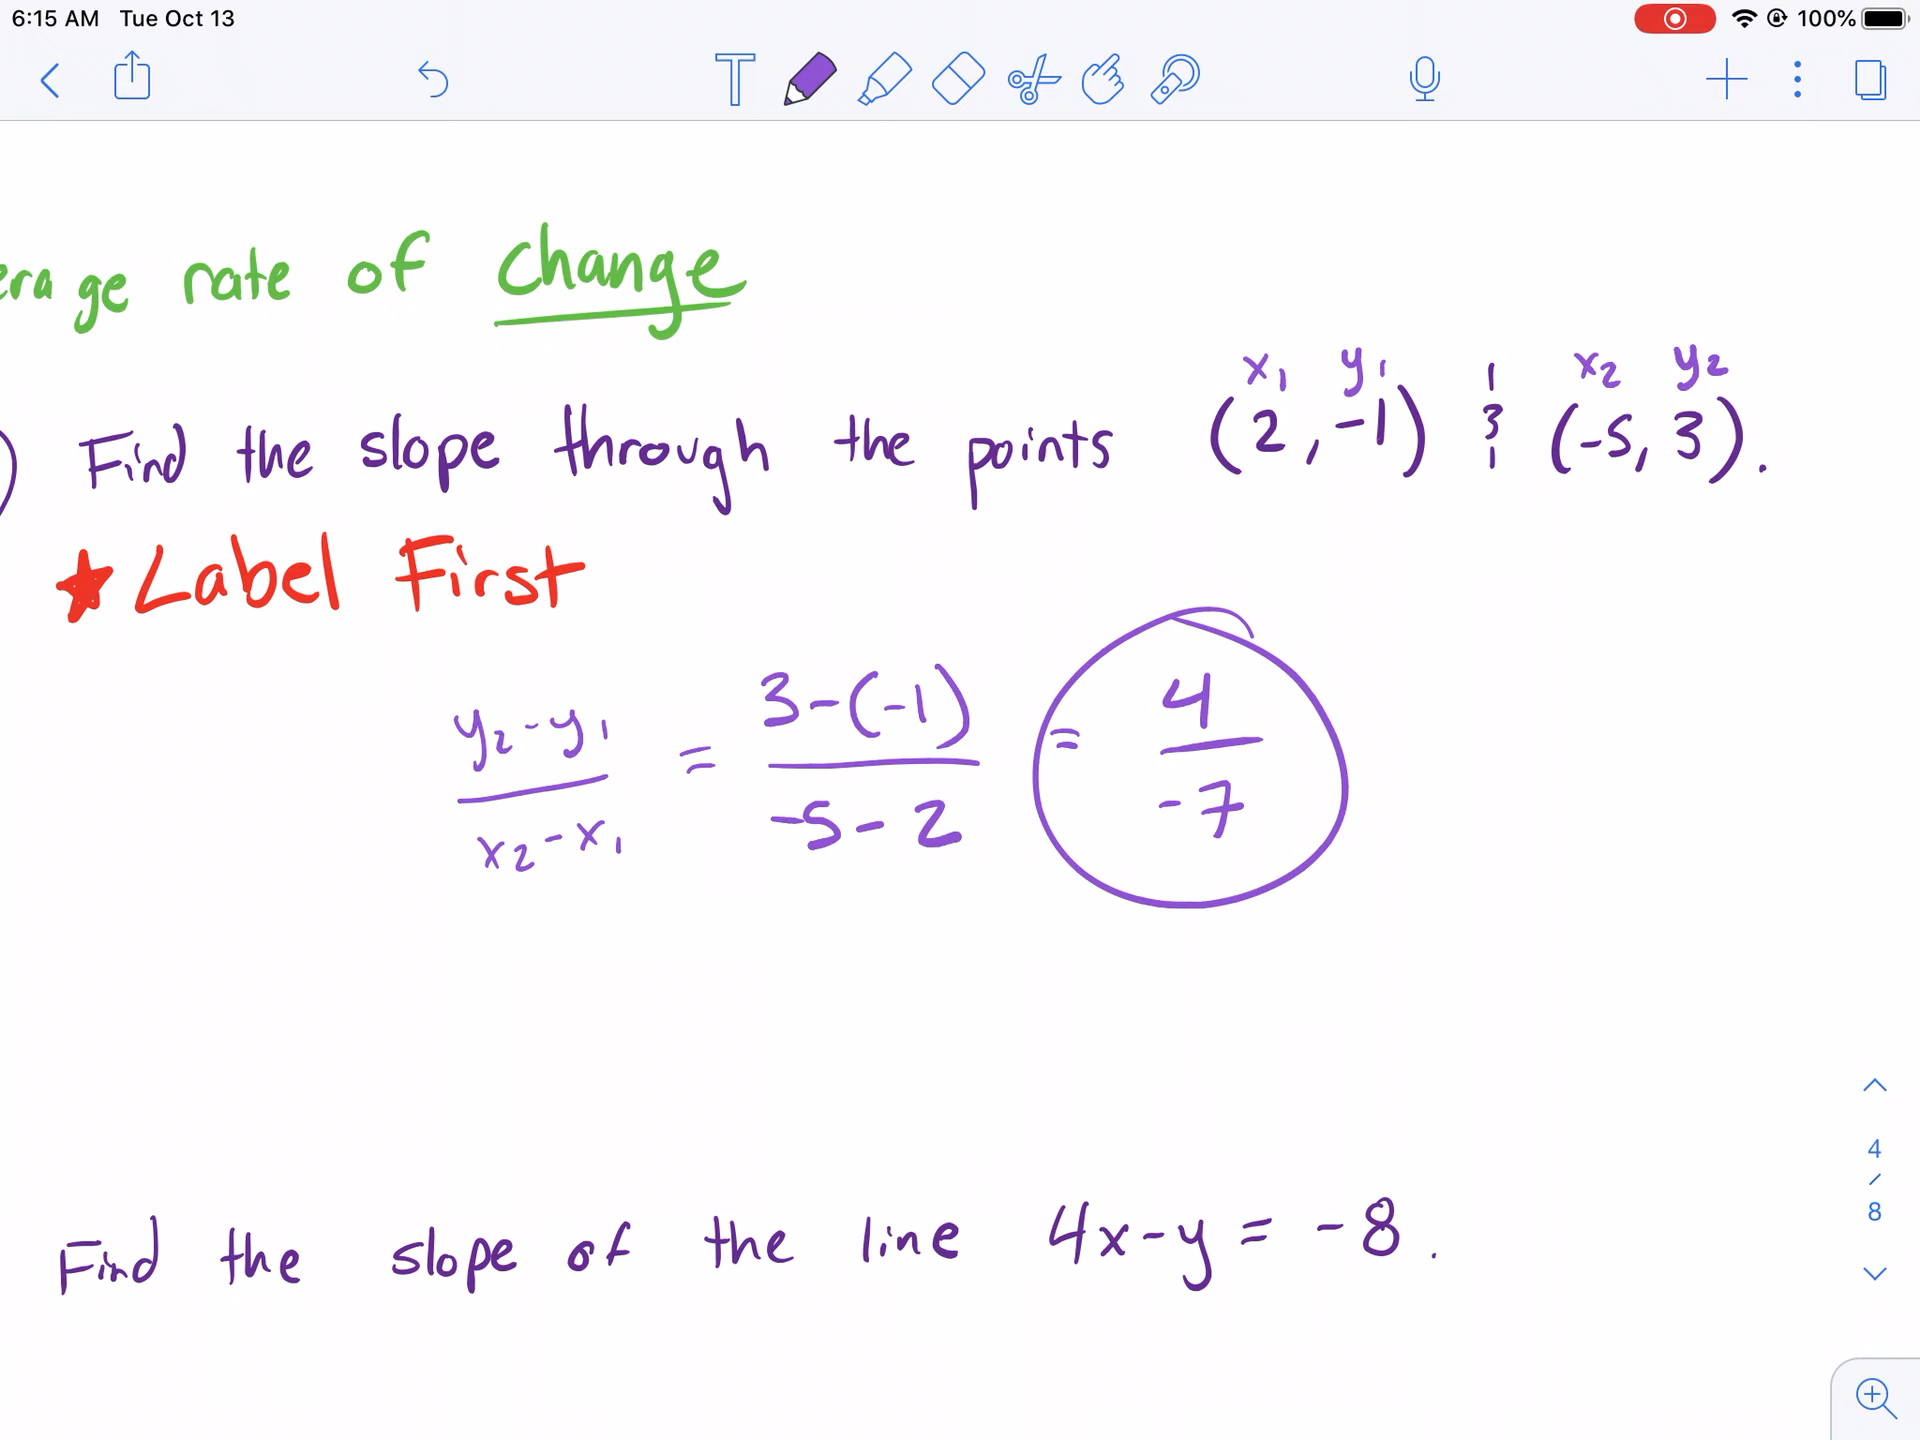 6:15 AM Tue Oct 13 100%
T
erage rate of change
x₁ y₁ x₂ y₂
) Find the slope through the points (2, -1) & (-5, 3).
★ Label First
y₂-y₁ / x₂-x₁ = 3-(-1) / -5-2 = 4 / -7
4 / 8
Find the slope of the line 4x-y = -8.